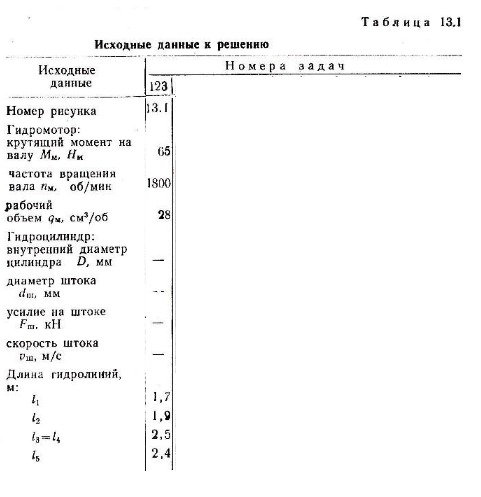 Таблица 13.1
Исходные данные к решению
Исходные данные
Номера задач
123
Номер рисунка 13.1
Гидромотор:
крутящий момент на
валу Mм, Нм 65
частота вращения
вала nм, об/мин 1800
рабочий
объем qм, см³/об 28
Гидроцилиндр:
внутренний диаметр
цилиндра D, мм —
диаметр штока
dш, мм --
усилие на штоке
Fш, кН —
скорость штока
vш, м/с —
Длина гидролиний,
м:
l1 1,7
l2 1,9
l3=l4 2,5
l5 2,4